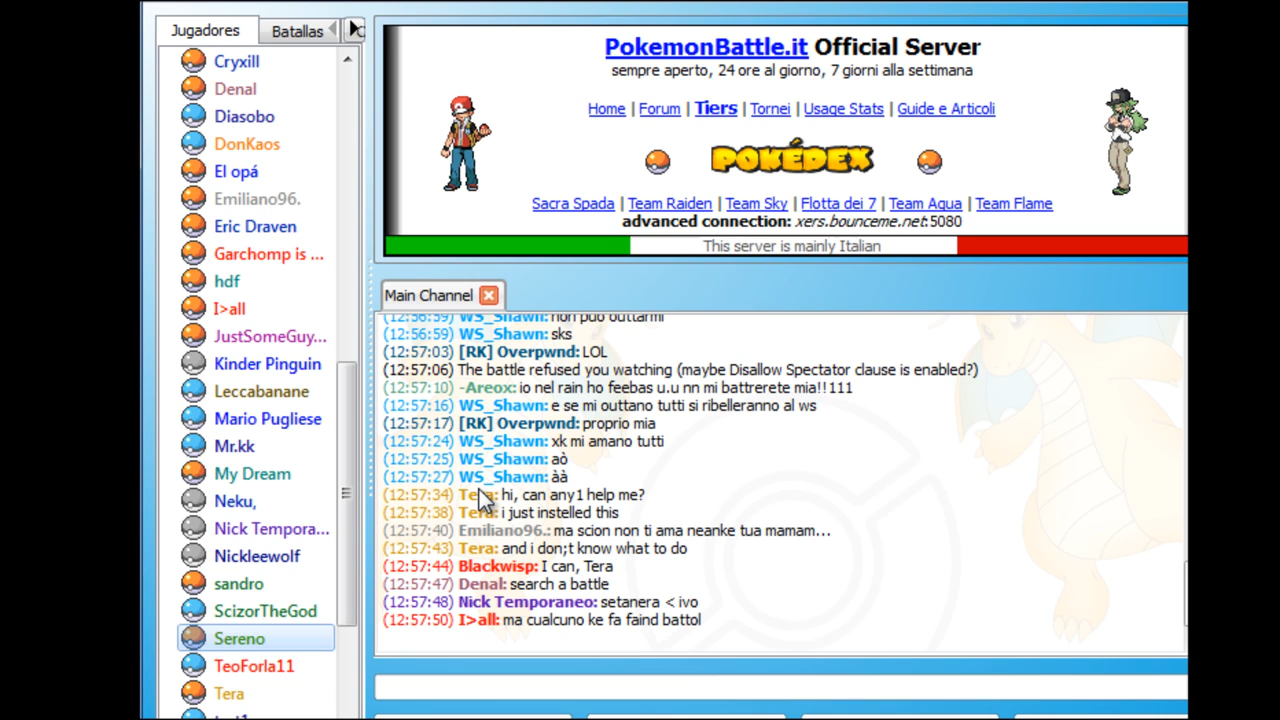 Jugadores
Batallas
Cryxill
Denal
Diasobo
DonKaos
El opá
Emiliano96.
Eric Draven
Garchomp is ...
hdf
I>all
JustSomeGuy,...
Kinder Pinguin
Leccabanane
Mario Pugliese
Mr.kk
My Dream
Neku,
Nick Tempora...
Nickleewolf
sandro
ScizorTheGod
Sereno
TeoForla11
Tera
PokemonBattle.it Official Server
sempre aperto, 24 ore al giorno, 7 giorni alla settimana
Home | Forum | Tiers | Tornei | Usage Stats | Guide e Articoli
POKÉDEX
Sacra Spada | Team Raiden | Team Sky | Flotta dei 7 | Team Aqua | Team Flame
advanced connection: xers.bounceme.net:5080
This server is mainly Italian
Main Channel
(12:56:59) WS_Shawn: non può outtarmi
(12:56:59) WS_Shawn: sks
(12:57:03) [RK] Overpwnd: LOL
(12:57:06) The battle refused you watching (maybe Disallow Spectator clause is enabled?)
(12:57:10) -Areox: io nel rain ho feebas u.u nn mi battrerete mia!!111
(12:57:16) WS_Shawn: e se mi outtano tutti si ribelleranno al ws
(12:57:17) [RK] Overpwnd: proprio mia
(12:57:24) WS_Shawn: xk mi amano tutti
(12:57:25) WS_Shawn: aò
(12:57:27) WS_Shawn: àà
(12:57:34) Tera: hi, can any1 help me?
(12:57:38) Tera: i just instelled this
(12:57:40) Emiliano96.: ma scion non ti ama neanke tua mamam...
(12:57:43) Tera: and i don;t know what to do
(12:57:44) Blackwisp: I can, Tera
(12:57:47) Denal: search a battle
(12:57:48) Nick Temporaneo: setanera < ivo
(12:57:50) I>all: ma cualcuno ke fa faind battol